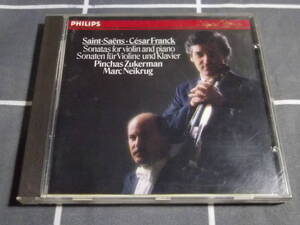 PHILIPS
Saint-Saëns · César Franck
Sonatas for violin and piano
Sonaten für Violine und Klavier
Pinchas Zukerman
Marc Neikrug